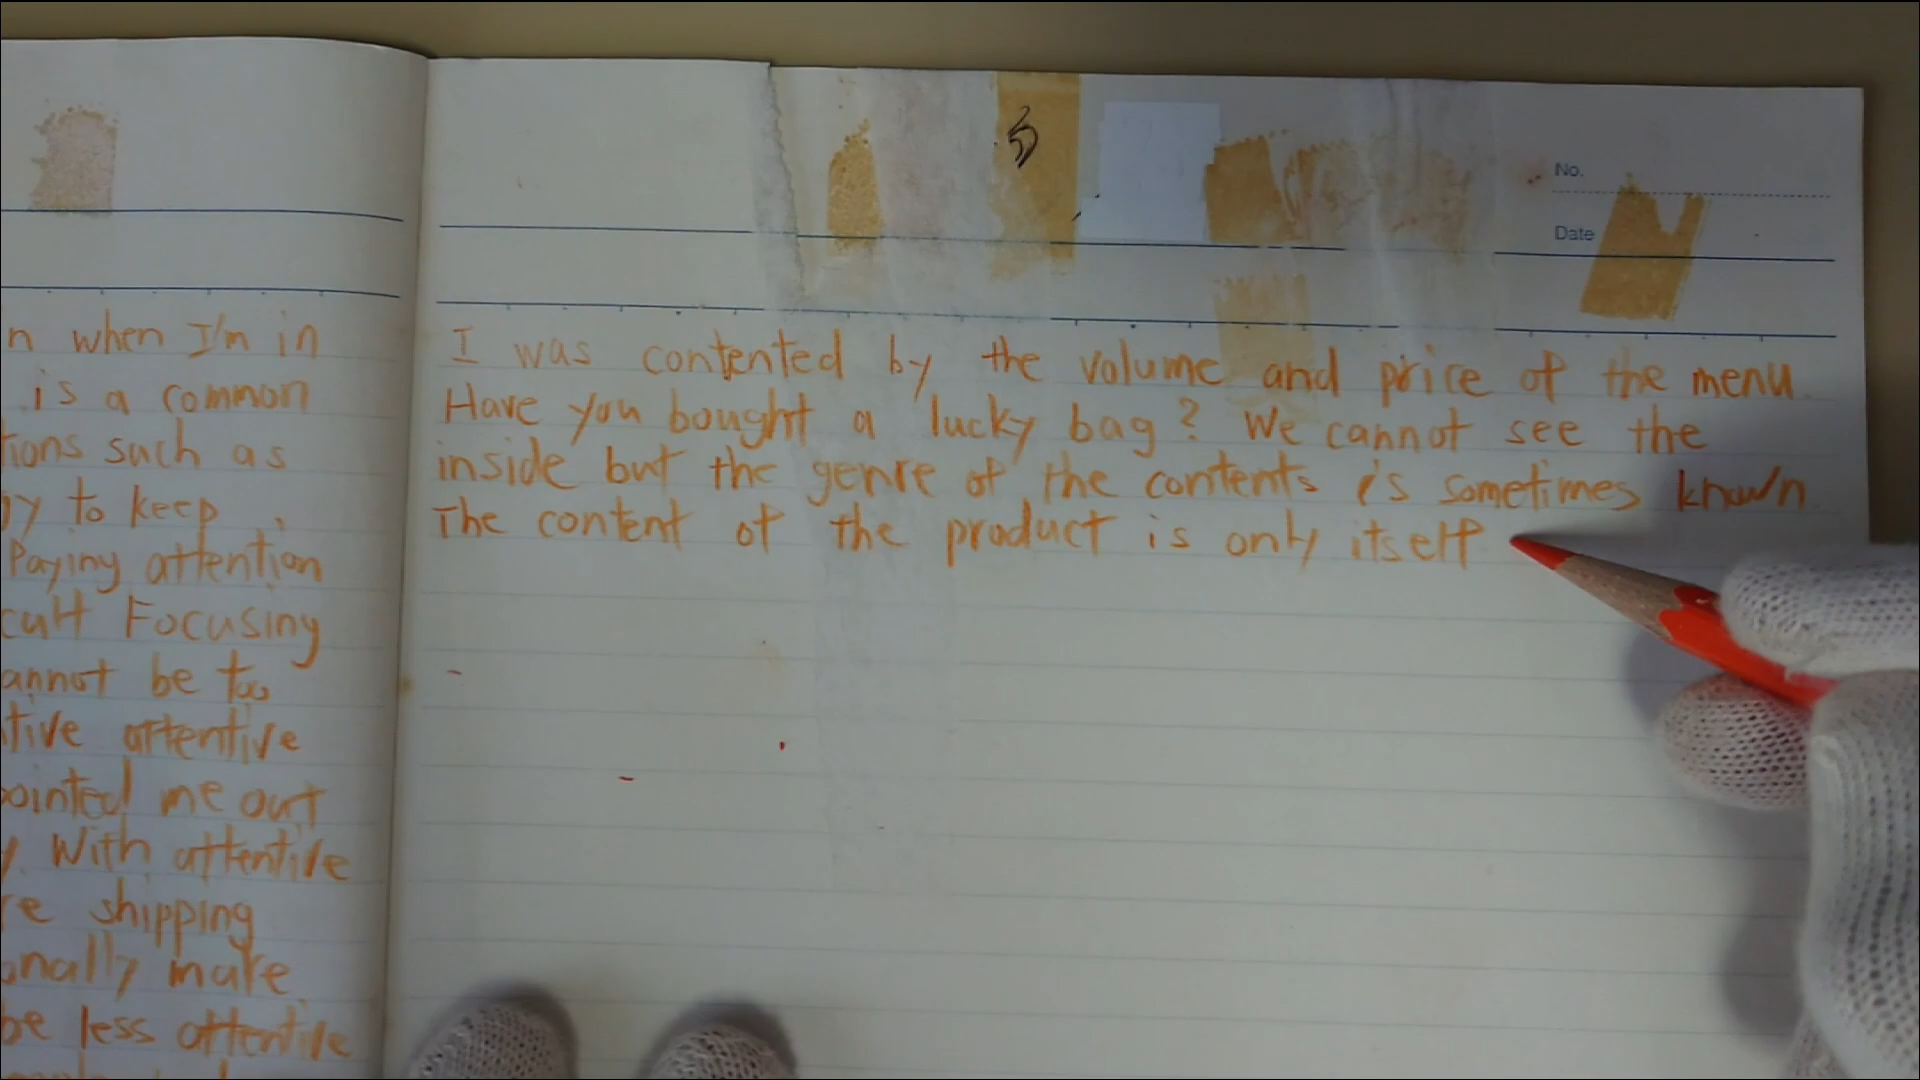 n when I'm in
is a common
tions such as
gy to keep
Paying attention
cult Focusing
annot be too
tive attentive
pointed me out
y. With attentive
re shipping
onally make
be less attentive
5
No.
Date
I was contented by the volume and price of the menu.
Have you bought a lucky bag? We cannot see the
inside but the genre of the contents is sometimes known
The content of the product is only itself